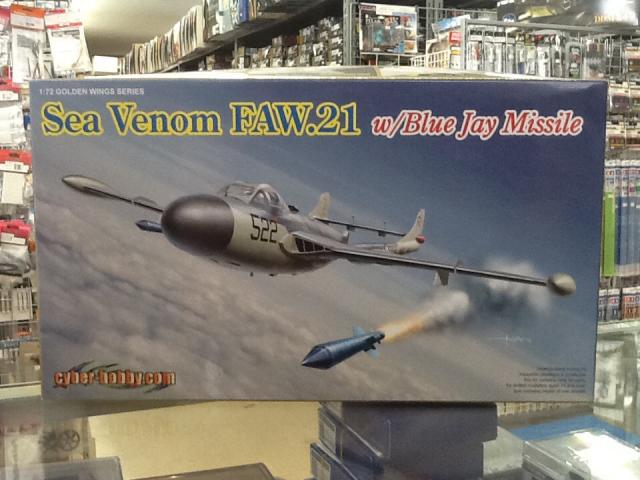 1:72 GOLDEN WINGS SERIES
Sea Venom FAW.21 w/Blue Jay Missile
522
cyber-hobby.com